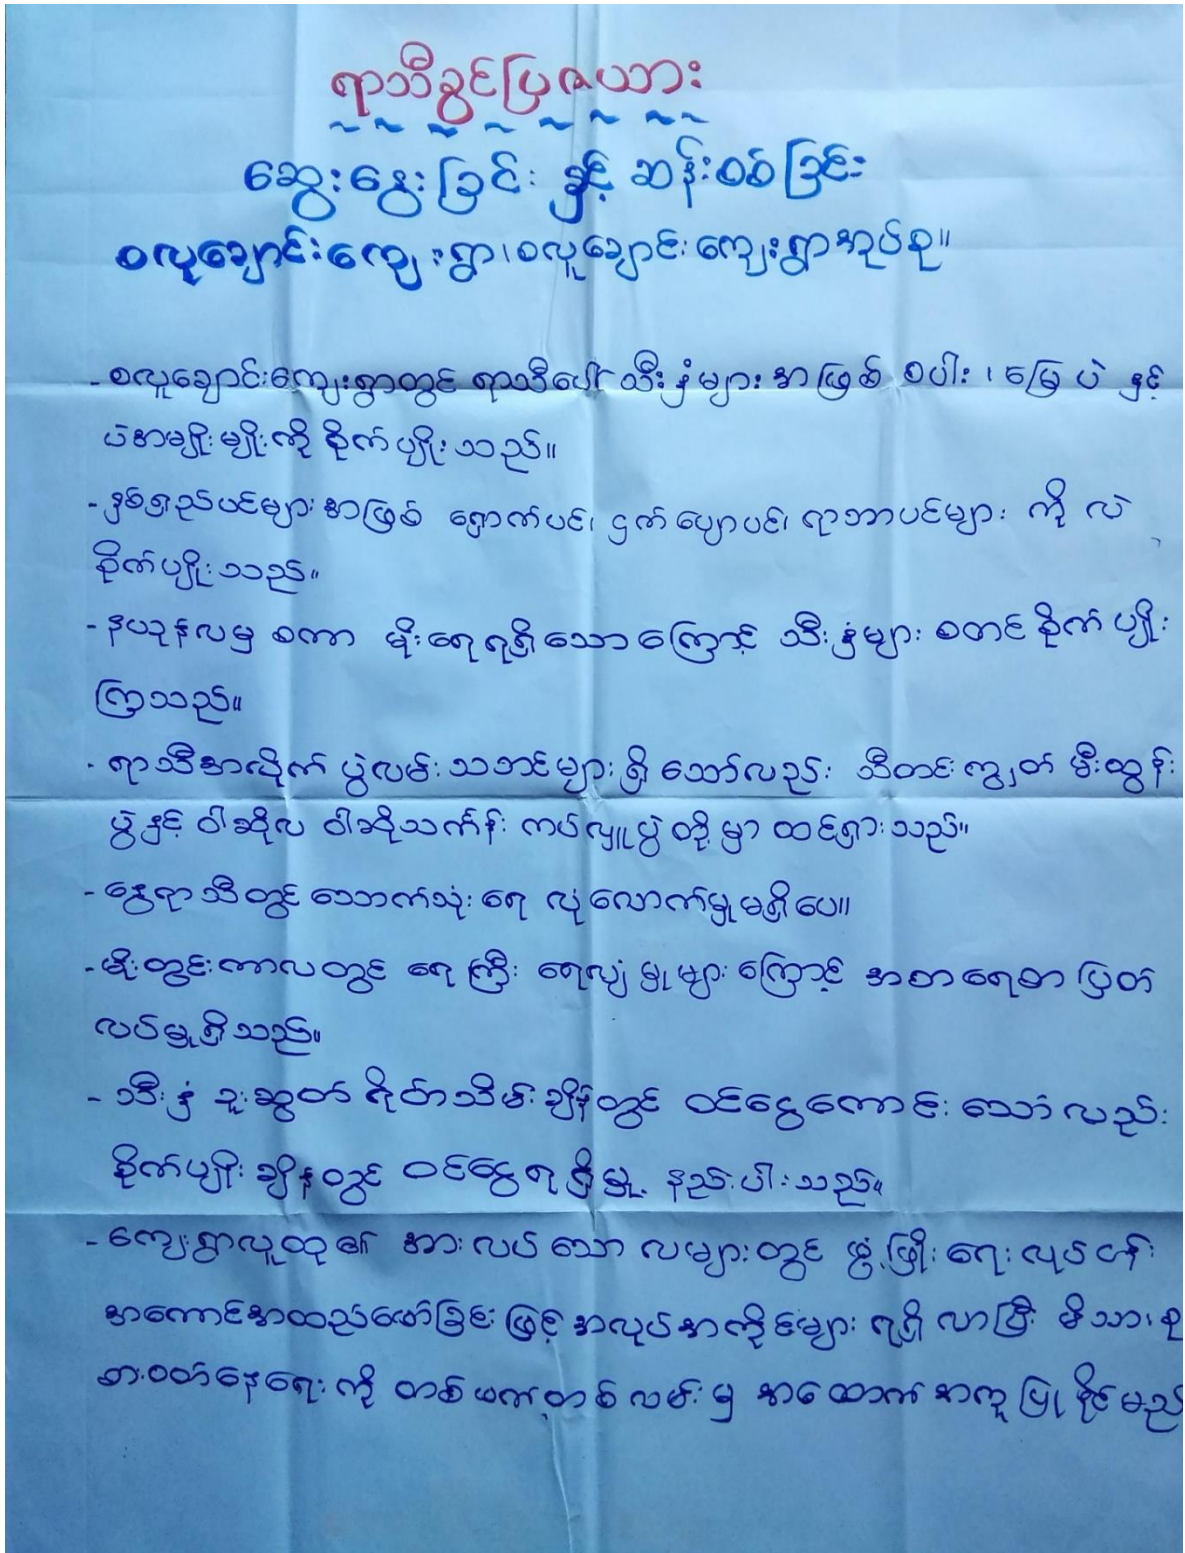 ရာသီခွင်ပြဇယား
ဆွေးနွေးခြင်း နှင့် ဆန်းစစ်ခြင်း
စလူချောင်းကျေးရွာ၊စလူချောင်းကျေးရွာအုပ်စု။
- စလူချောင်းကျေးရွာတွင် ရာသီပေါ် သီးနှံများ အဖြစ် စပါး ၊ မြေပဲ နှင့်
ပဲအမျိုးမျိုးကို စိုက်ပျိုးသည်။
- နှစ်ရှည်ပင်များအဖြစ် ရှောက်ပင်၊ ငှက်ပျောပင်၊ ရာဘာပင်များ ကို လဲ
စိုက်ပျိုးသည်။
- နယုန်လမှ စကာ မိုးရေရရှိသောကြောင့် သီးနှံများ စတင်စိုက်ပျိုး
ကြသည်။
- ရာသီအလိုက် ပွဲလမ်းသဘင်များ ရှိ သော်လည်း သီတင်းကျွတ် မီးထွန်း
ပွဲနှင့် ဝါဆိုလ ဝါဆိုသင်္ကန်း ကပ်လှူပွဲ တို့မှာ ထင်ရှားသည်။
- နွေရာသီတွင် သောက်သုံး ရေ လုံလောက်မှုမရှိပေ။
- မိုးတွင်းကာလတွင် ရေကြီး ရေလျှံမှုများကြောင့် အစာရေစာ ပြတ်
လပ်မှုရှိသည်။
- သီးနှံ ခူးဆွတ် ရိတ်သိမ်းချိန်တွင် ဝင်ငွေကောင်း သော်လည်း
စိုက်ပျိုးချိန်တွင် ဝင်ငွေရရှိမှု နည်းပါးသည်။
- ကျေးရွာလူထု၏ အားလပ်သော လများတွင် ဖွံ့ဖြိုးရေးလုပ်ငန်း
အကောင်အထည်ဖော်ခြင်းဖြင့် အလုပ်အကိုင်များ ရရှိ လာပြီး မိသားစု
စားဝတ်နေရေး ကို တစ်ဖက်တစ်လမ်းမှ အထောက်အကူပြုနိုင်မည်